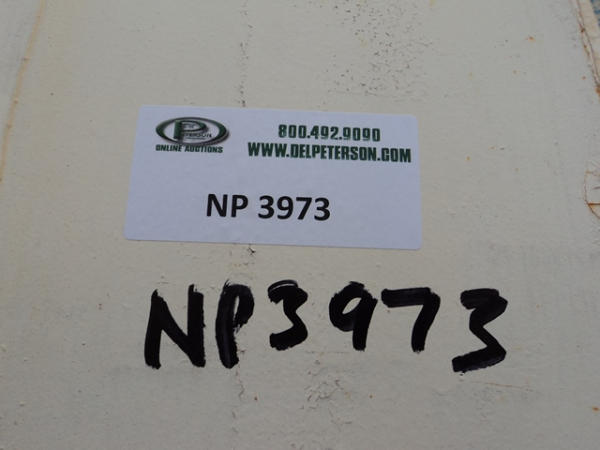 PETERSON
ONLINE AUCTIONS
800.492.9090
WWW.DELPETERSON.COM
NP 3973
NP3973